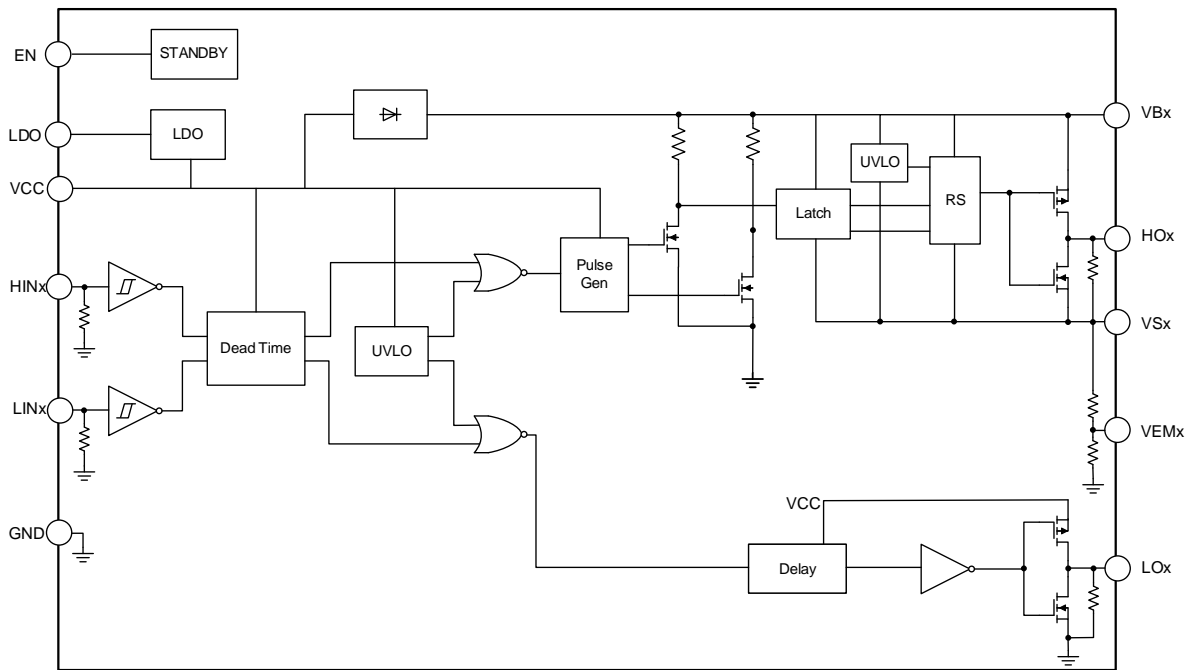 EN
STANDBY
LDO
LDO
VBx
VCC
UVLO
RS
Latch
HOx
HINx
Pulse
Gen
Dead Time
UVLO
VSx
LINx
VEMx
VCC
GND
Delay
LOx